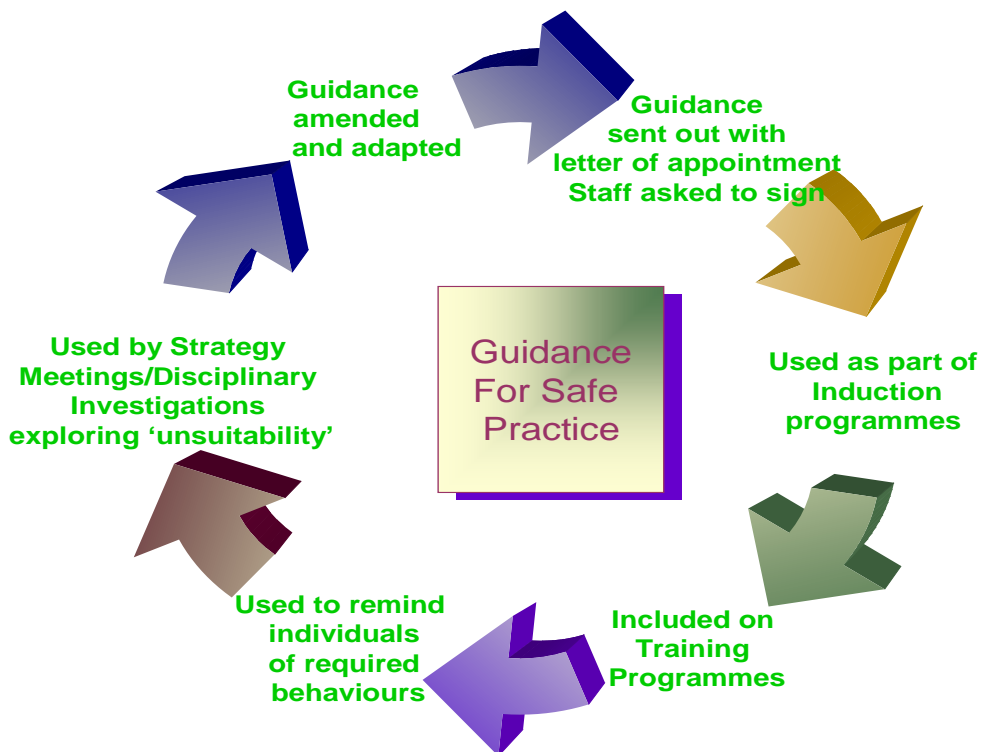 Guidance
amended
and adapted
Guidance
sent out with
letter of appointment
Staff asked to sign
Used as part of
Induction
programmes
Included on
Training
Programmes
Used to remind
individuals
of required
behaviours
Used by Strategy
Meetings/Disciplinary
Investigations
exploring ‘unsuitability’
Guidance
For Safe
Practice